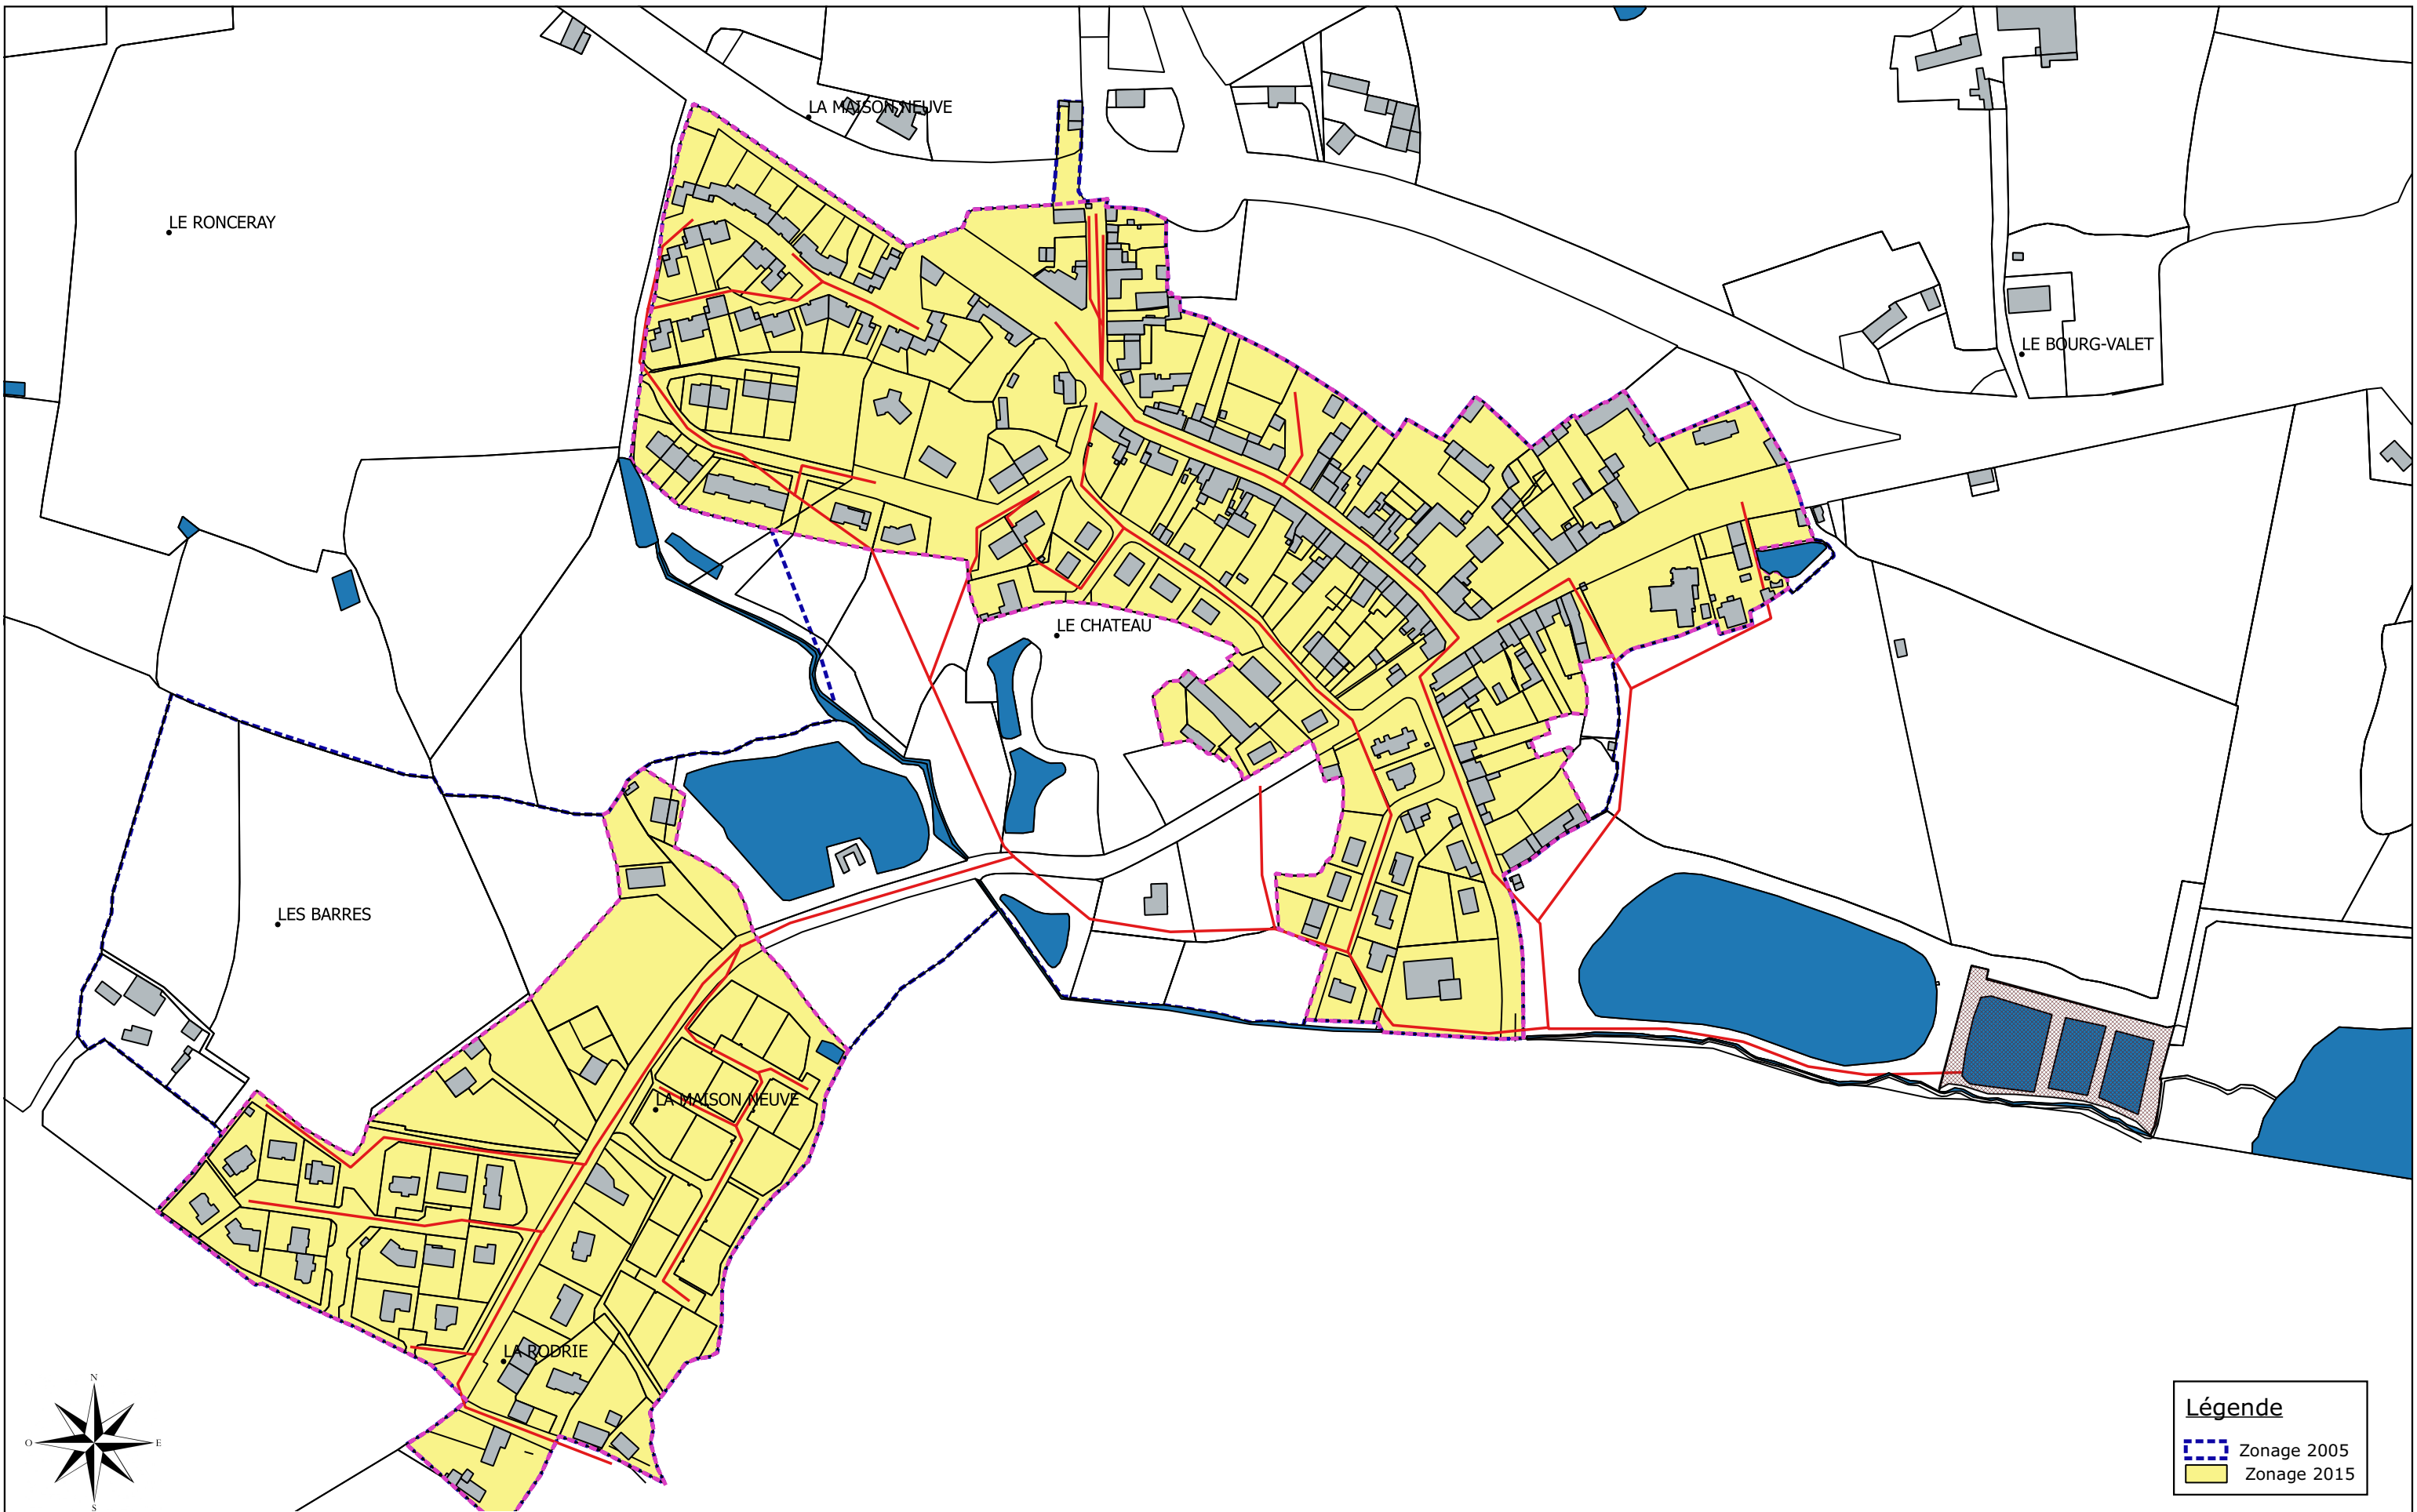 LA MAISON NEUVE
LE RONCERAY
LE BOURG-VALET
LE CHATEAU
LES BARRES
LA MAISON NEUVE
LA RODRIE
N
O E
S
Légende
Zonage 2005
Zonage 2015